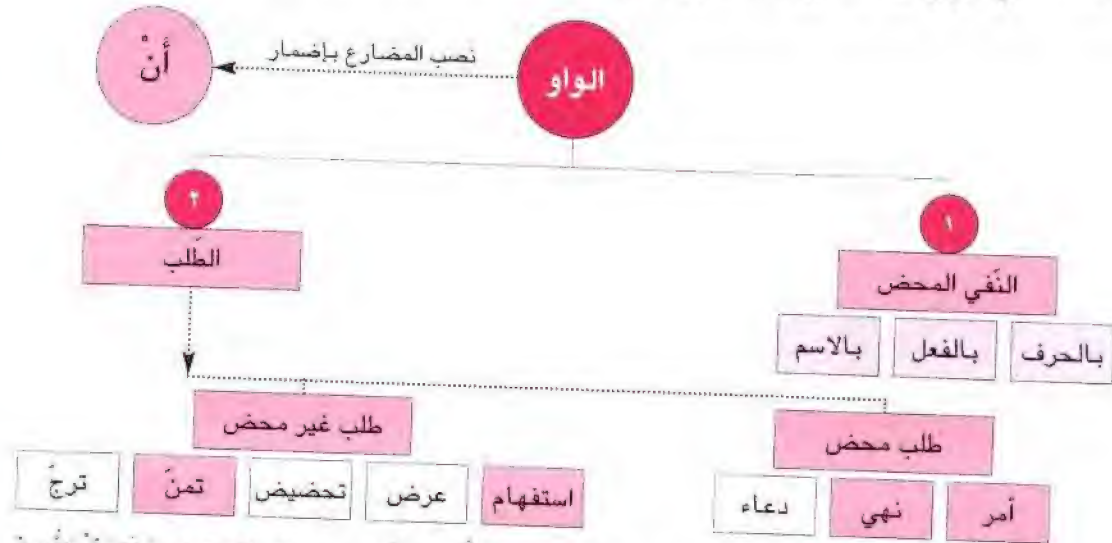 أَنْ
نصب المضارع بإضمار
الواو
١
٢
النّفي المحض
الطّلب
بالحرف
بالفعل
بالاسم
طلب محض
طلب غير محض
أمر
نهي
دعاء
استفهام
عرض
تحضيض
تمنّ
ترجّ